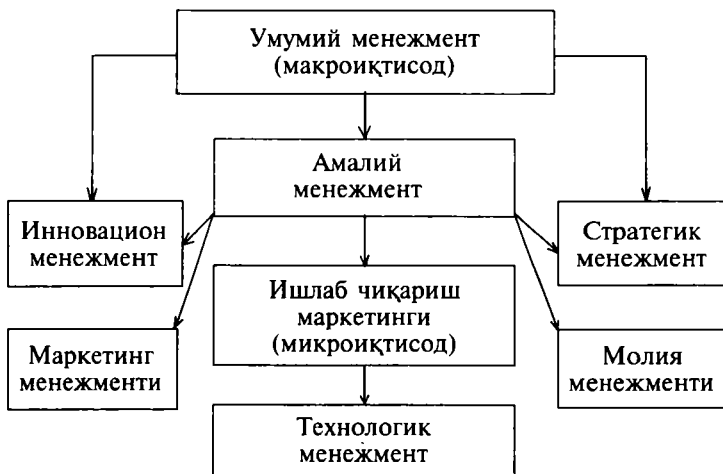 Умумий менежмент
(макроиқтисод)
Амалий
менежмент
Инновацион
менежмент
Стратегик
менежмент
Ишлаб чиқариш
маркетинги
(микроиқтисод)
Маркетинг
менежменти
Молия
менежменти
Технологик
менежмент